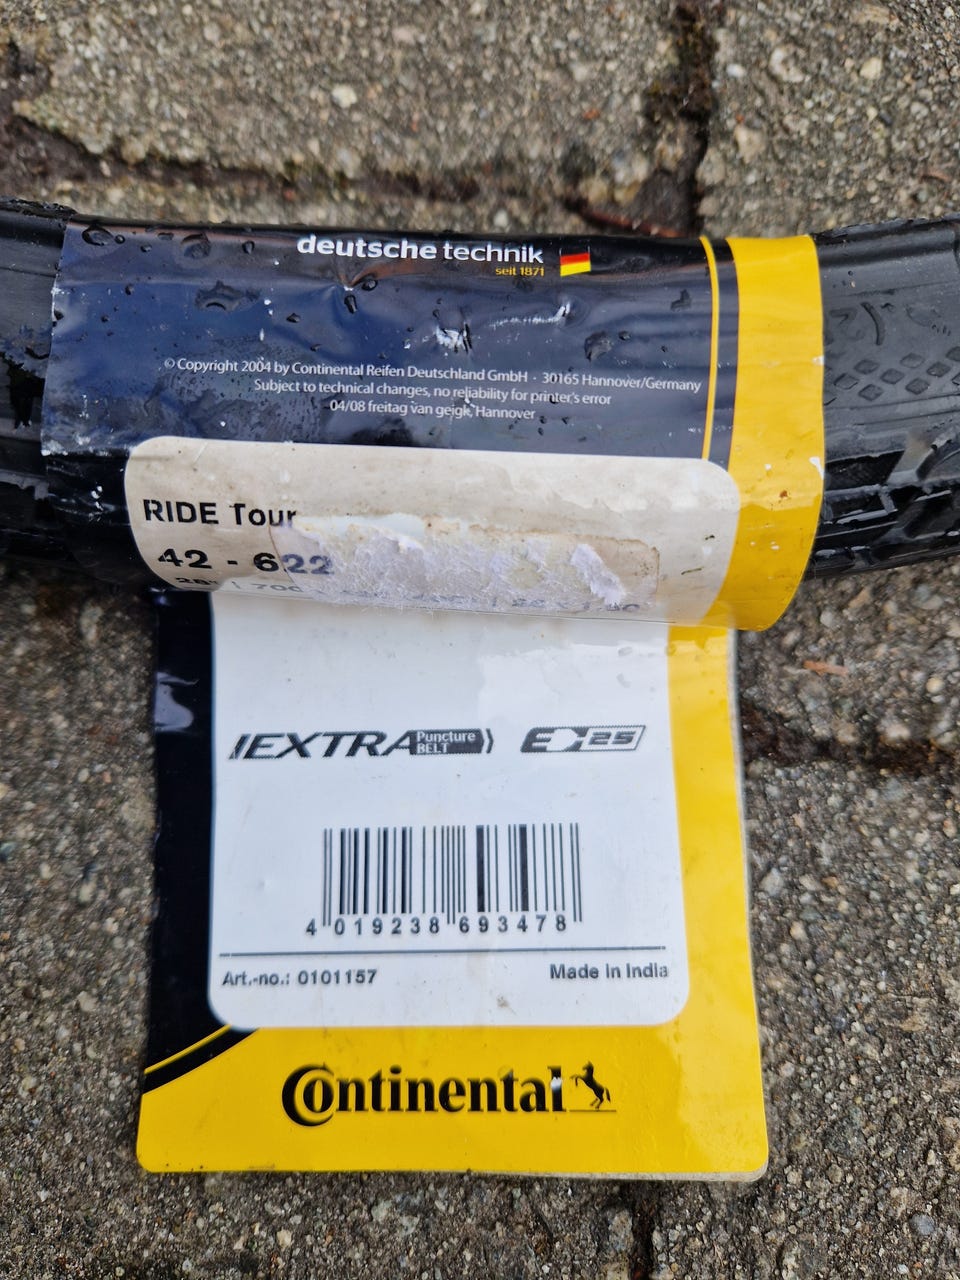 deutsche technik
seit 1871
© Copyright 2004 by Continental Reifen Deutschland GmbH · 30165 Hannover/Germany
Subject to technical changes, no reliability for printer's error
04/08 freitag van geigk, Hannover
RIDE Tour
42 - 622
28" | 700
EXTRA Puncture BELT E 25
4 019238 693478
Art.-no.: 0101157 Made in India
Continental